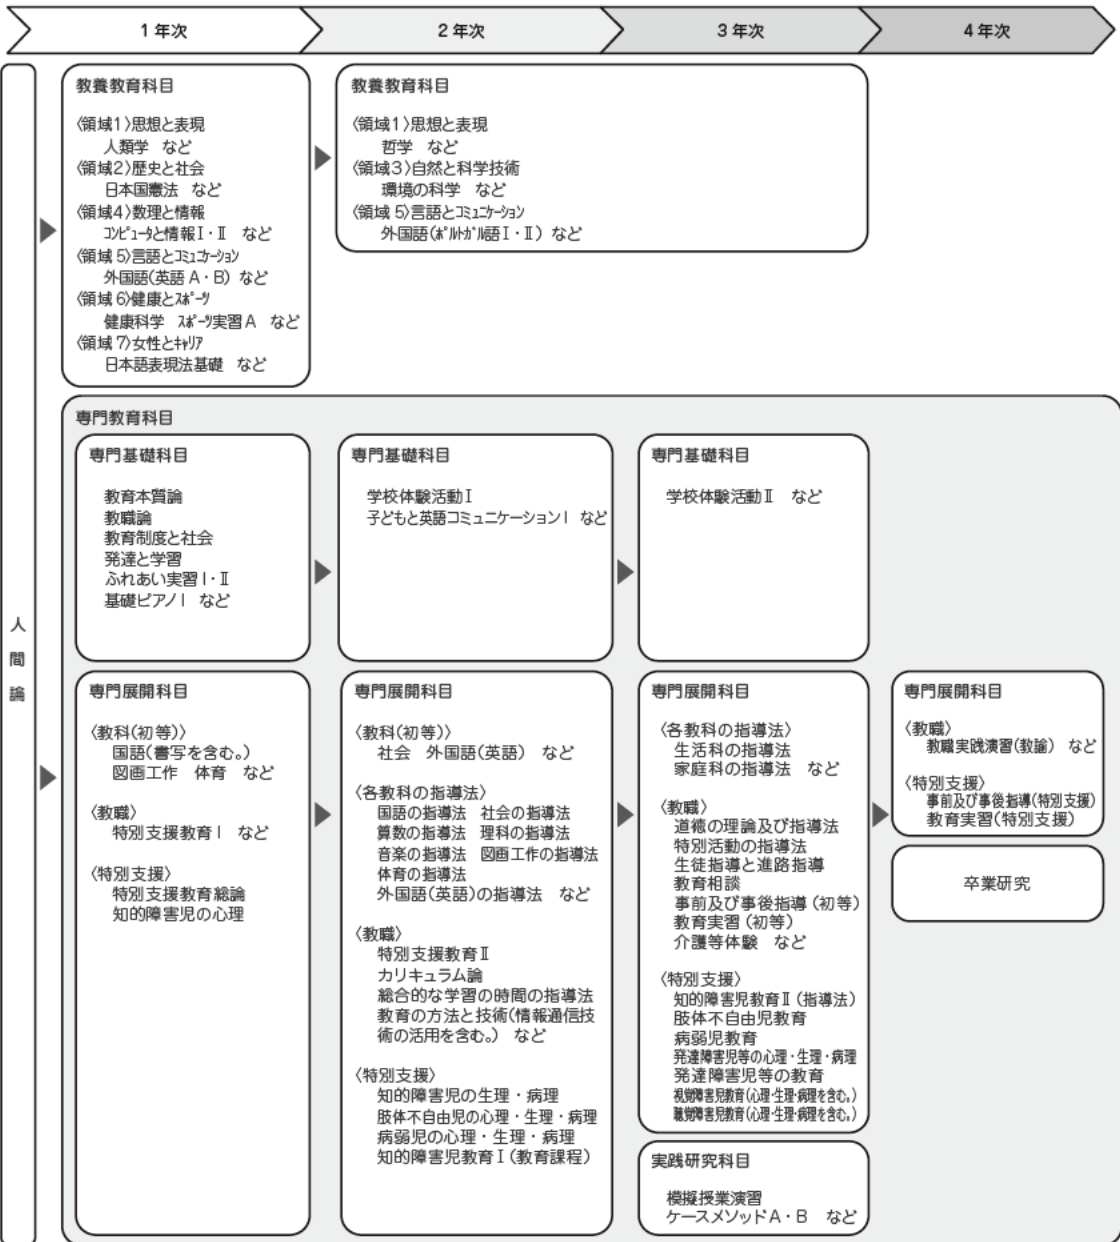 1年次
2年次
3年次
4年次
人間論
教養教育科目
〈領域1〉思想と表現
人類学 など
〈領域2〉歴史と社会
日本国憲法 など
〈領域4〉数理と情報
コンピュータと情報Ⅰ・Ⅱ など
〈領域5〉言語とコミュニケーション
外国語(英語A・B) など
〈領域6〉健康とスポーツ
健康科学 スポーツ実習A など
〈領域7〉女性とキャリア
日本語表現法基礎 など
教養教育科目
〈領域1〉思想と表現
哲学 など
〈領域3〉自然と科学技術
環境の科学 など
〈領域5〉言語とコミュニケーション
外国語(ポルトガル語Ⅰ・Ⅱ) など
専門教育科目
専門基礎科目
教育本質論
教職論
教育制度と社会
発達と学習
ふれあい実習Ⅰ・Ⅱ
基礎ピアノⅠ など
専門基礎科目
学校体験活動Ⅰ
子どもと英語コミュニケーションⅠ など
専門基礎科目
学校体験活動Ⅱ など
専門展開科目
〈教科(初等)〉
国語(書写を含む。)
図画工作 体育 など
〈教職〉
特別支援教育Ⅰ など
〈特別支援〉
特別支援教育総論
知的障害児の心理
専門展開科目
〈教科(初等)〉
社会 外国語(英語) など
〈各教科の指導法〉
国語の指導法 社会の指導法
算数の指導法 理科の指導法
音楽の指導法 図画工作の指導法
体育の指導法
外国語(英語)の指導法 など
〈教職〉
特別支援教育Ⅱ
カリキュラム論
総合的な学習の時間の指導法
教育の方法と技術(情報通信技
術の活用を含む。) など
〈特別支援〉
知的障害児の生理・病理
肢体不自由児の心理・生理・病理
病弱児の心理・生理・病理
知的障害児教育Ⅰ(教育課程)
専門展開科目
〈各教科の指導法〉
生活科の指導法
家庭科の指導法 など
〈教職〉
道徳の理論及び指導法
特別活動の指導法
生徒指導と進路指導
教育相談
事前及び事後指導(初等)
教育実習(初等)
介護等体験 など
〈特別支援〉
知的障害児教育Ⅱ(指導法)
肢体不自由児教育
病弱児教育
発達障害児等の心理・生理・病理
発達障害児等の教育
視覚障害児教育(心理・生理・病理を含む。)
聴覚障害児教育(心理・生理・病理を含む。)
実践研究科目
模擬授業演習
ケースメソッドA・B など
専門展開科目
〈教職〉
教職実践演習(教諭) など
〈特別支援〉
事前及び事後指導(特別支援)
教育実習(特別支援)
卒業研究